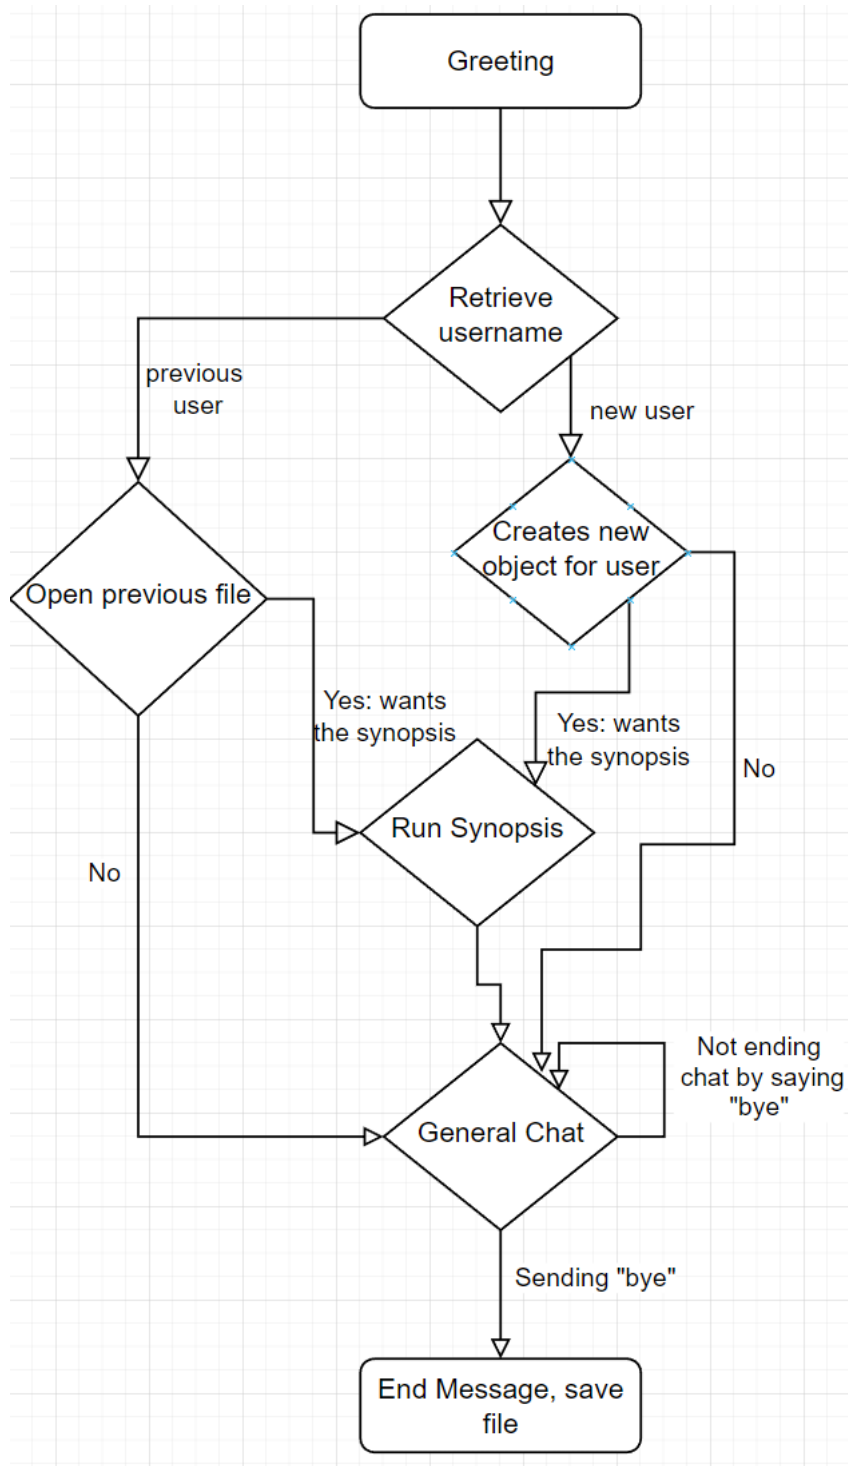 Greeting
Retrieve
username
previous
user
new user
Creates new
object for user
Open previous file
Yes: wants
the synopsis
Yes: wants
the synopsis
No
Run Synopsis
No
Not ending
chat by saying
"bye"
General Chat
Sending "bye"
End Message, save
file